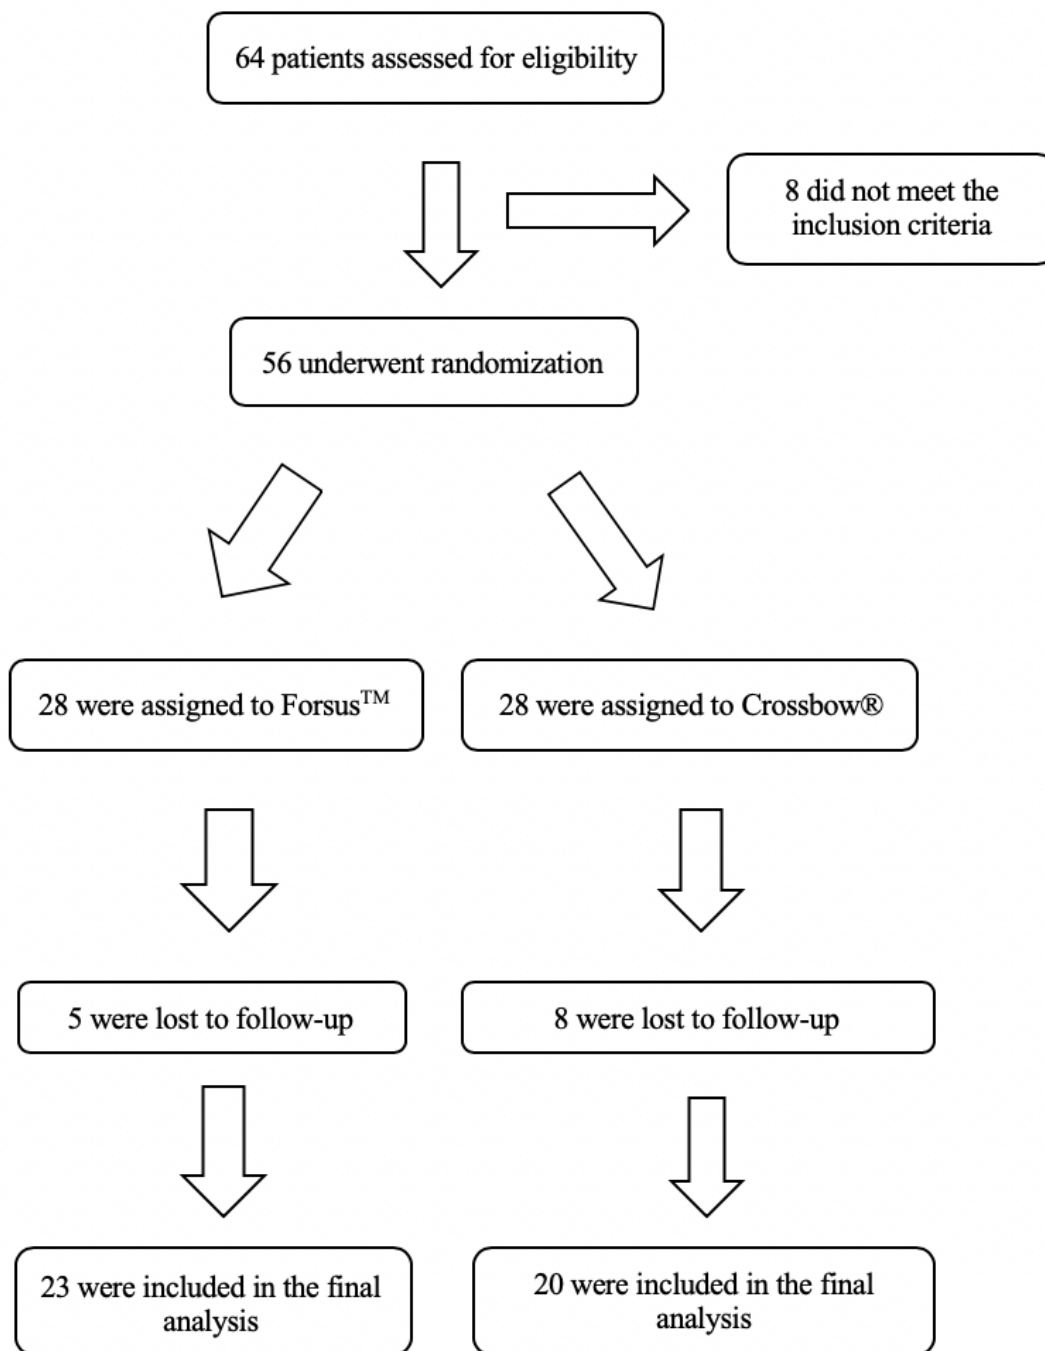 64 patients assessed for eligibility
8 did not meet the
inclusion criteria
56 underwent randomization
28 were assigned to Forsus™
28 were assigned to Crossbow®
5 were lost to follow-up
8 were lost to follow-up
23 were included in the final
analysis
20 were included in the final
analysis